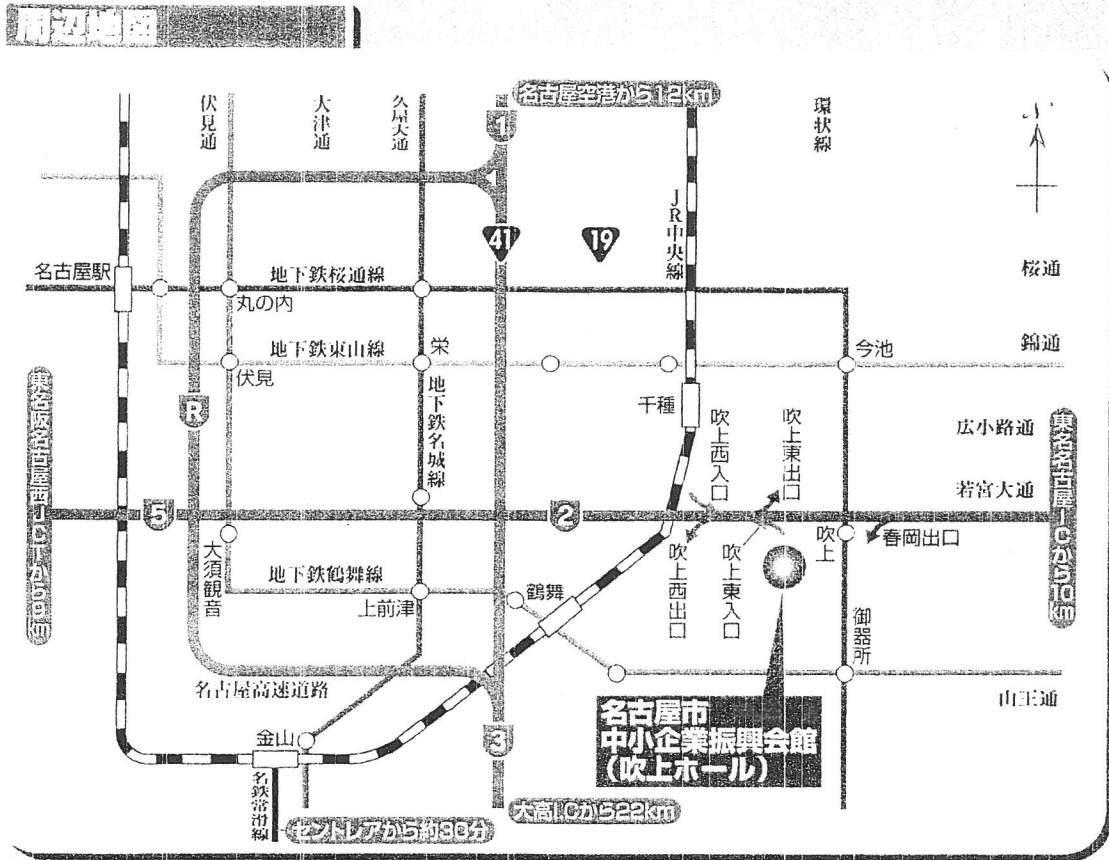 周辺地図
名古屋空港から12km
伏見通
大津通
久屋大通
環状線
N
1
JR中央線
41
19
名古屋駅
地下鉄桜通線
桜通
丸の内
地下鉄東山線
栄
今池
錦通
伏見
地下鉄名城線
千種
東名阪名古屋西J.C.Tから9km
R
吹上西入口
吹上東出口
広小路通
東名名古屋I.Cから10km
若宮大通
5
2
吹上
春岡出口
大須観音
地下鉄鶴舞線
上前津
鶴舞
吹上西出口
吹上東入口
御器所
名古屋高速道路
山王通
名古屋市
中小企業振興会館
(吹上ホール)
金山
3
名鉄常滑線
セントレアから約30分
大高I.Cから22km